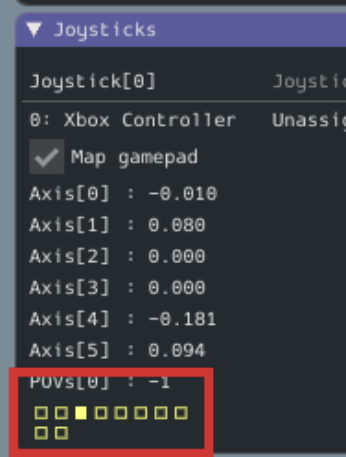 Joysticks
Joystick[0] Joystic
0: Xbox Controller Unassig
Map gamepad
Axis[0] : -0.010
Axis[1] : 0.080
Axis[2] : 0.000
Axis[3] : 0.000
Axis[4] : -0.181
Axis[5] : 0.094
POVs[0] : -1